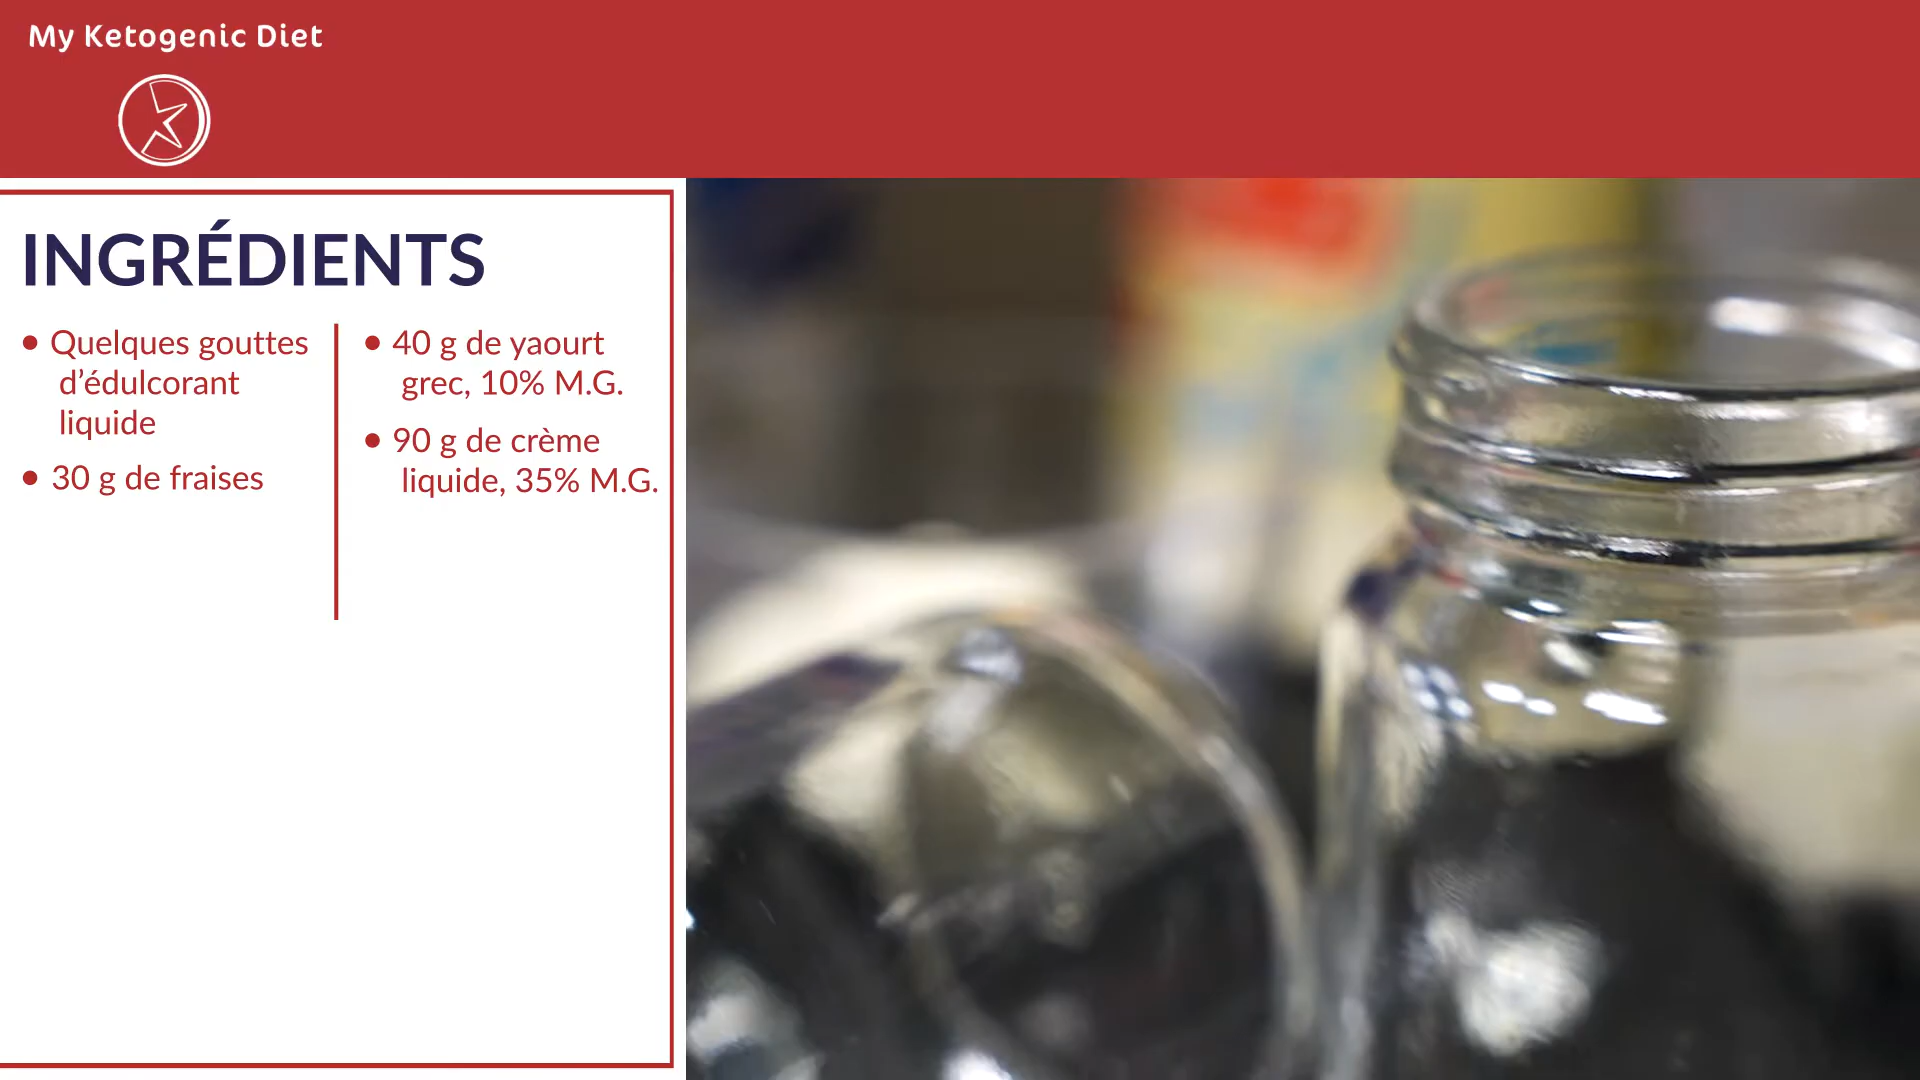 My Ketogenic Diet
INGRÉDIENTS
• Quelques gouttes
d’édulcorant
liquide
• 30 g de fraises
• 40 g de yaourt
grec, 10% M.G.
• 90 g de crème
liquide, 35% M.G.